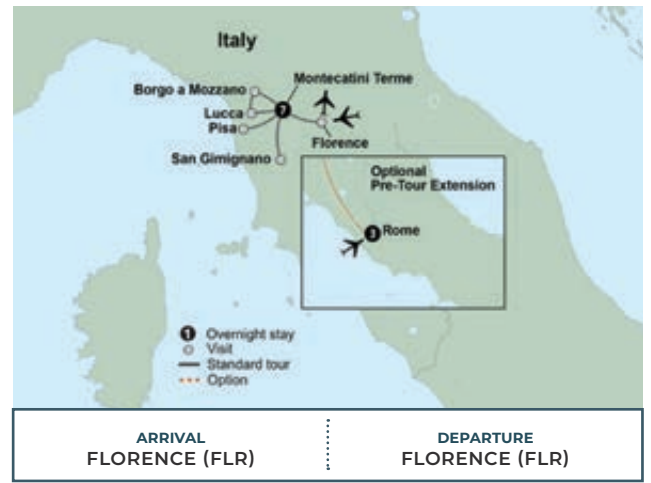 Italy
Montecatini Terme
Borgo a Mozzano
7
Lucca
Pisa
Florence
San Gimignano
Optional
Pre-Tour Extension
3 Rome
1 Overnight stay
Visit
Standard tour
Option
ARRIVAL
FLORENCE (FLR)
DEPARTURE
FLORENCE (FLR)